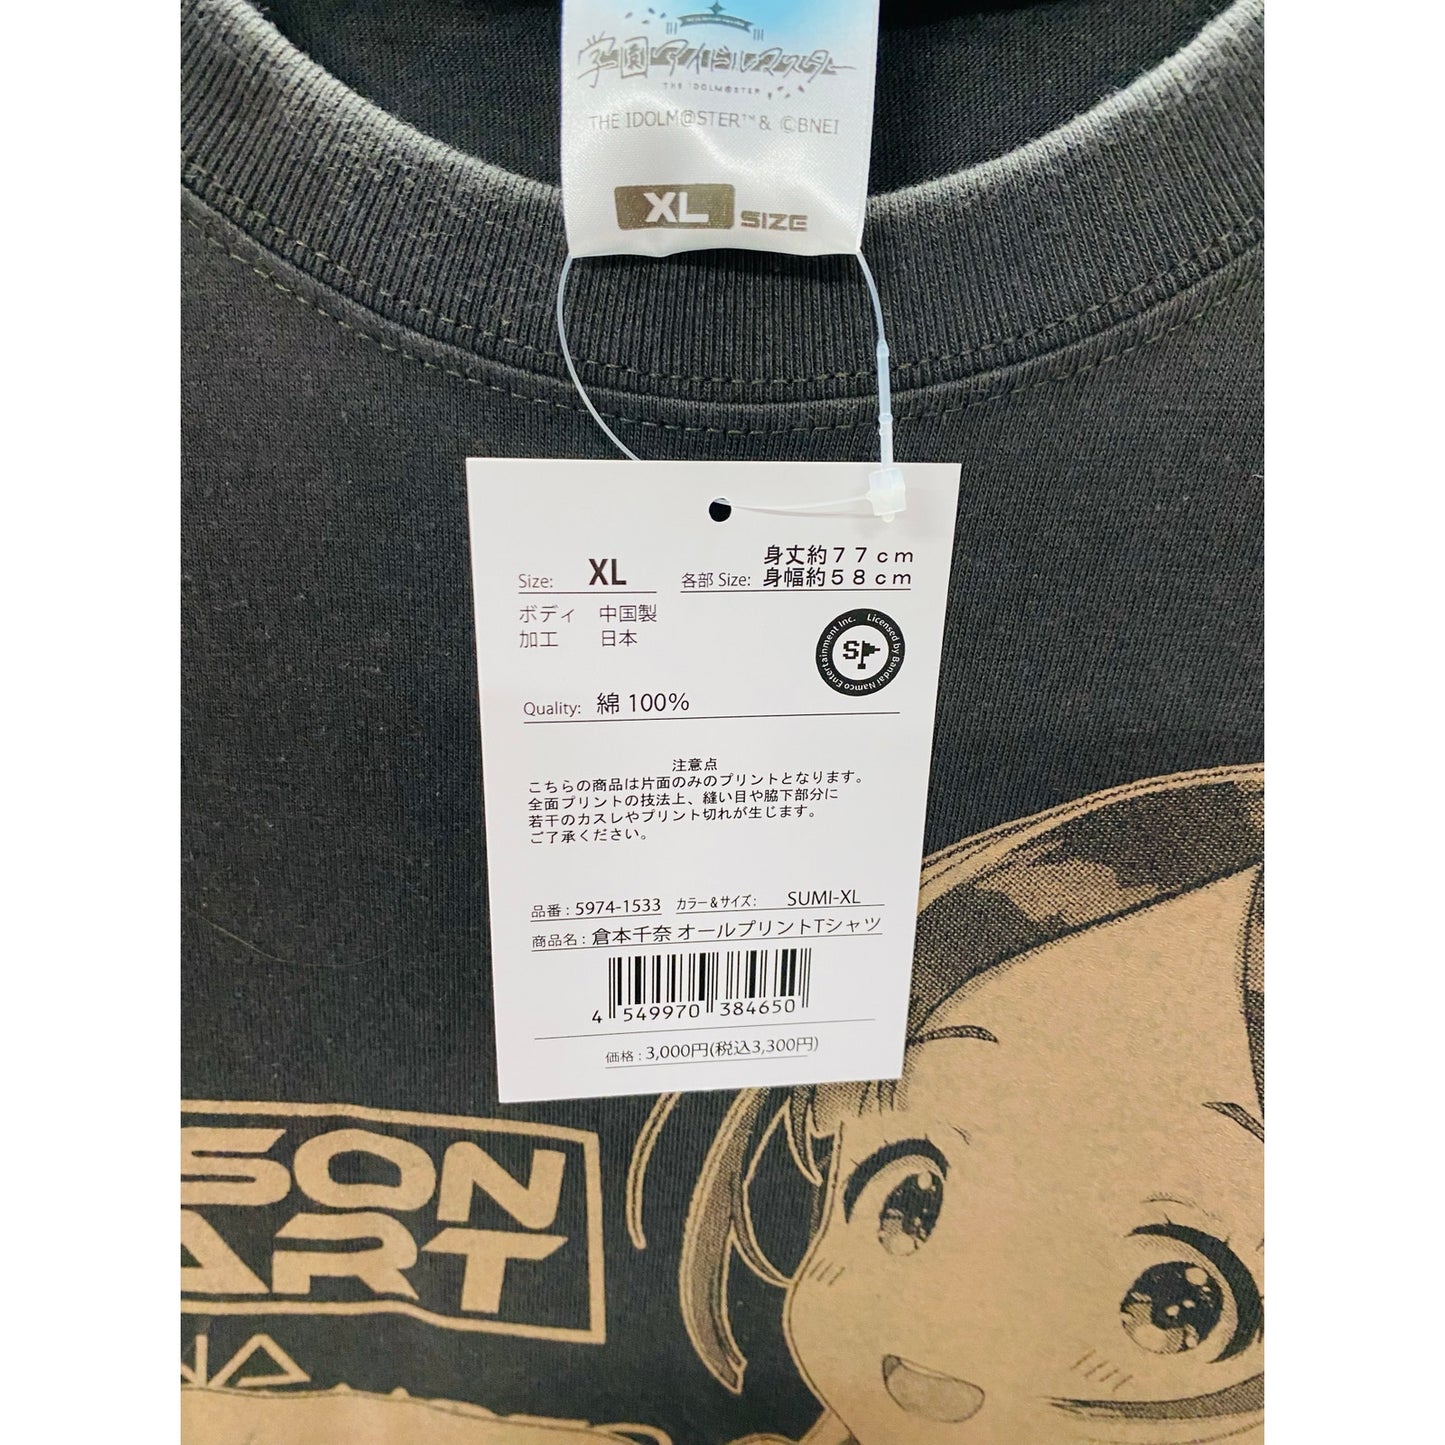 学園アイドルマスター
THE IDOLM@STER
THE IDOLM@STER™& ©BNEI
XL SIZE
Size: XL 各部 Size: 身丈約７７ｃｍ
身幅約５８ｃｍ
ボディ 中国製
加工 日本
Licensed by Bandai Namco Entertainment Inc.
SP
Quality: 綿 100%
注意点
こちらの商品は片面のみのプリントとなります。
全面プリントの技法上、縫い目や脇下部分に
若干のカスレやプリント切れが生じます。
ご了承ください。
品番 : 5974-1533 カラー＆サイズ : SUMI-XL
商品名 : 倉本千奈 オールプリントTシャツ
4 549970 384650
価格 : 3,000円(税込3,300円)
SON
ART